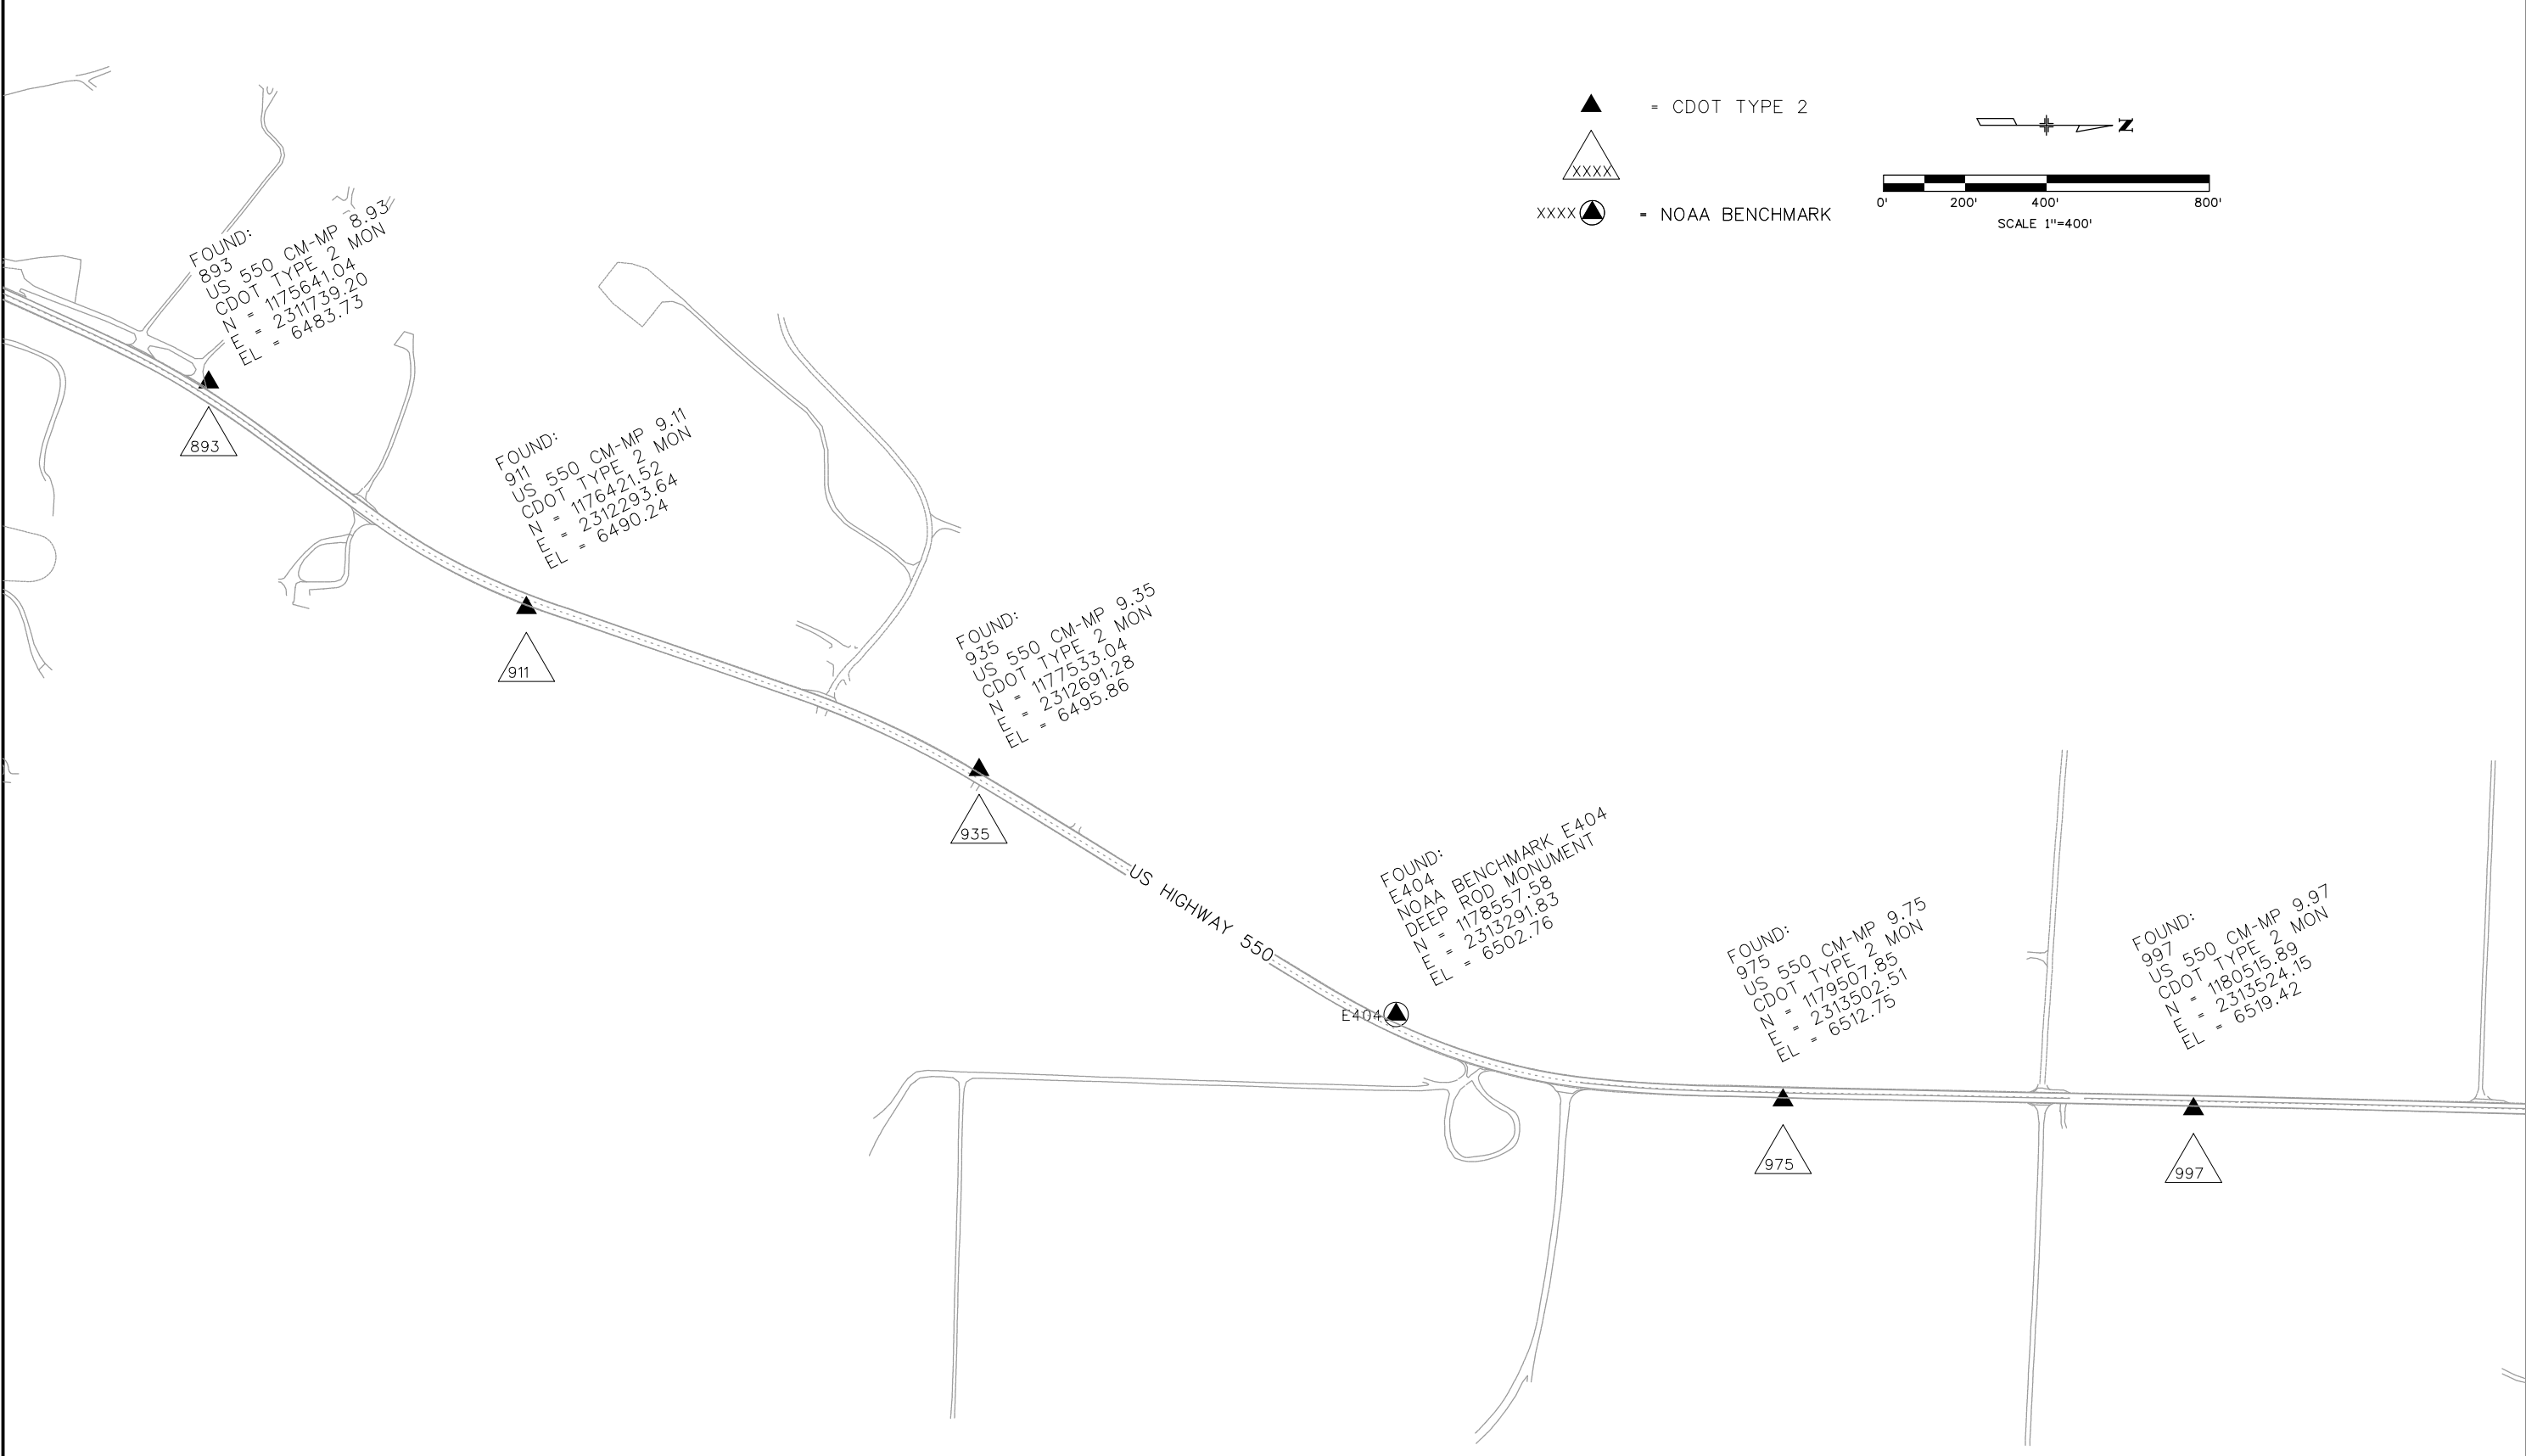 = CDOT TYPE 2
XXXX
XXXX = NOAA BENCHMARK
N
0' 200' 400' 800'
SCALE 1"=400'
FOUND:
893
US 550 CM-MP 8.93
CDOT TYPE 2 MON
N = 1175641.04
E = 2311739.20
EL = 6483.73
893
FOUND:
911
US 550 CM-MP 9.11
CDOT TYPE 2 MON
N = 1176421.52
E = 2312293.64
EL = 6490.24
911
FOUND:
935
US 550 CM-MP 9.35
CDOT TYPE 2 MON
N = 1177533.04
E = 2312691.28
EL = 6495.86
935
US HIGHWAY 550
FOUND:
E404
NOAA BENCHMARK E404
DEEP ROD MONUMENT
N = 1178557.58
E = 2313291.83
EL = 6502.76
E404
FOUND:
975
US 550 CM-MP 9.75
CDOT TYPE 2 MON
N = 1179507.85
E = 2313502.51
EL = 6512.75
975
FOUND:
997
US 550 CM-MP 9.97
CDOT TYPE 2 MON
N = 1180515.89
E = 2313524.15
EL = 6519.42
997